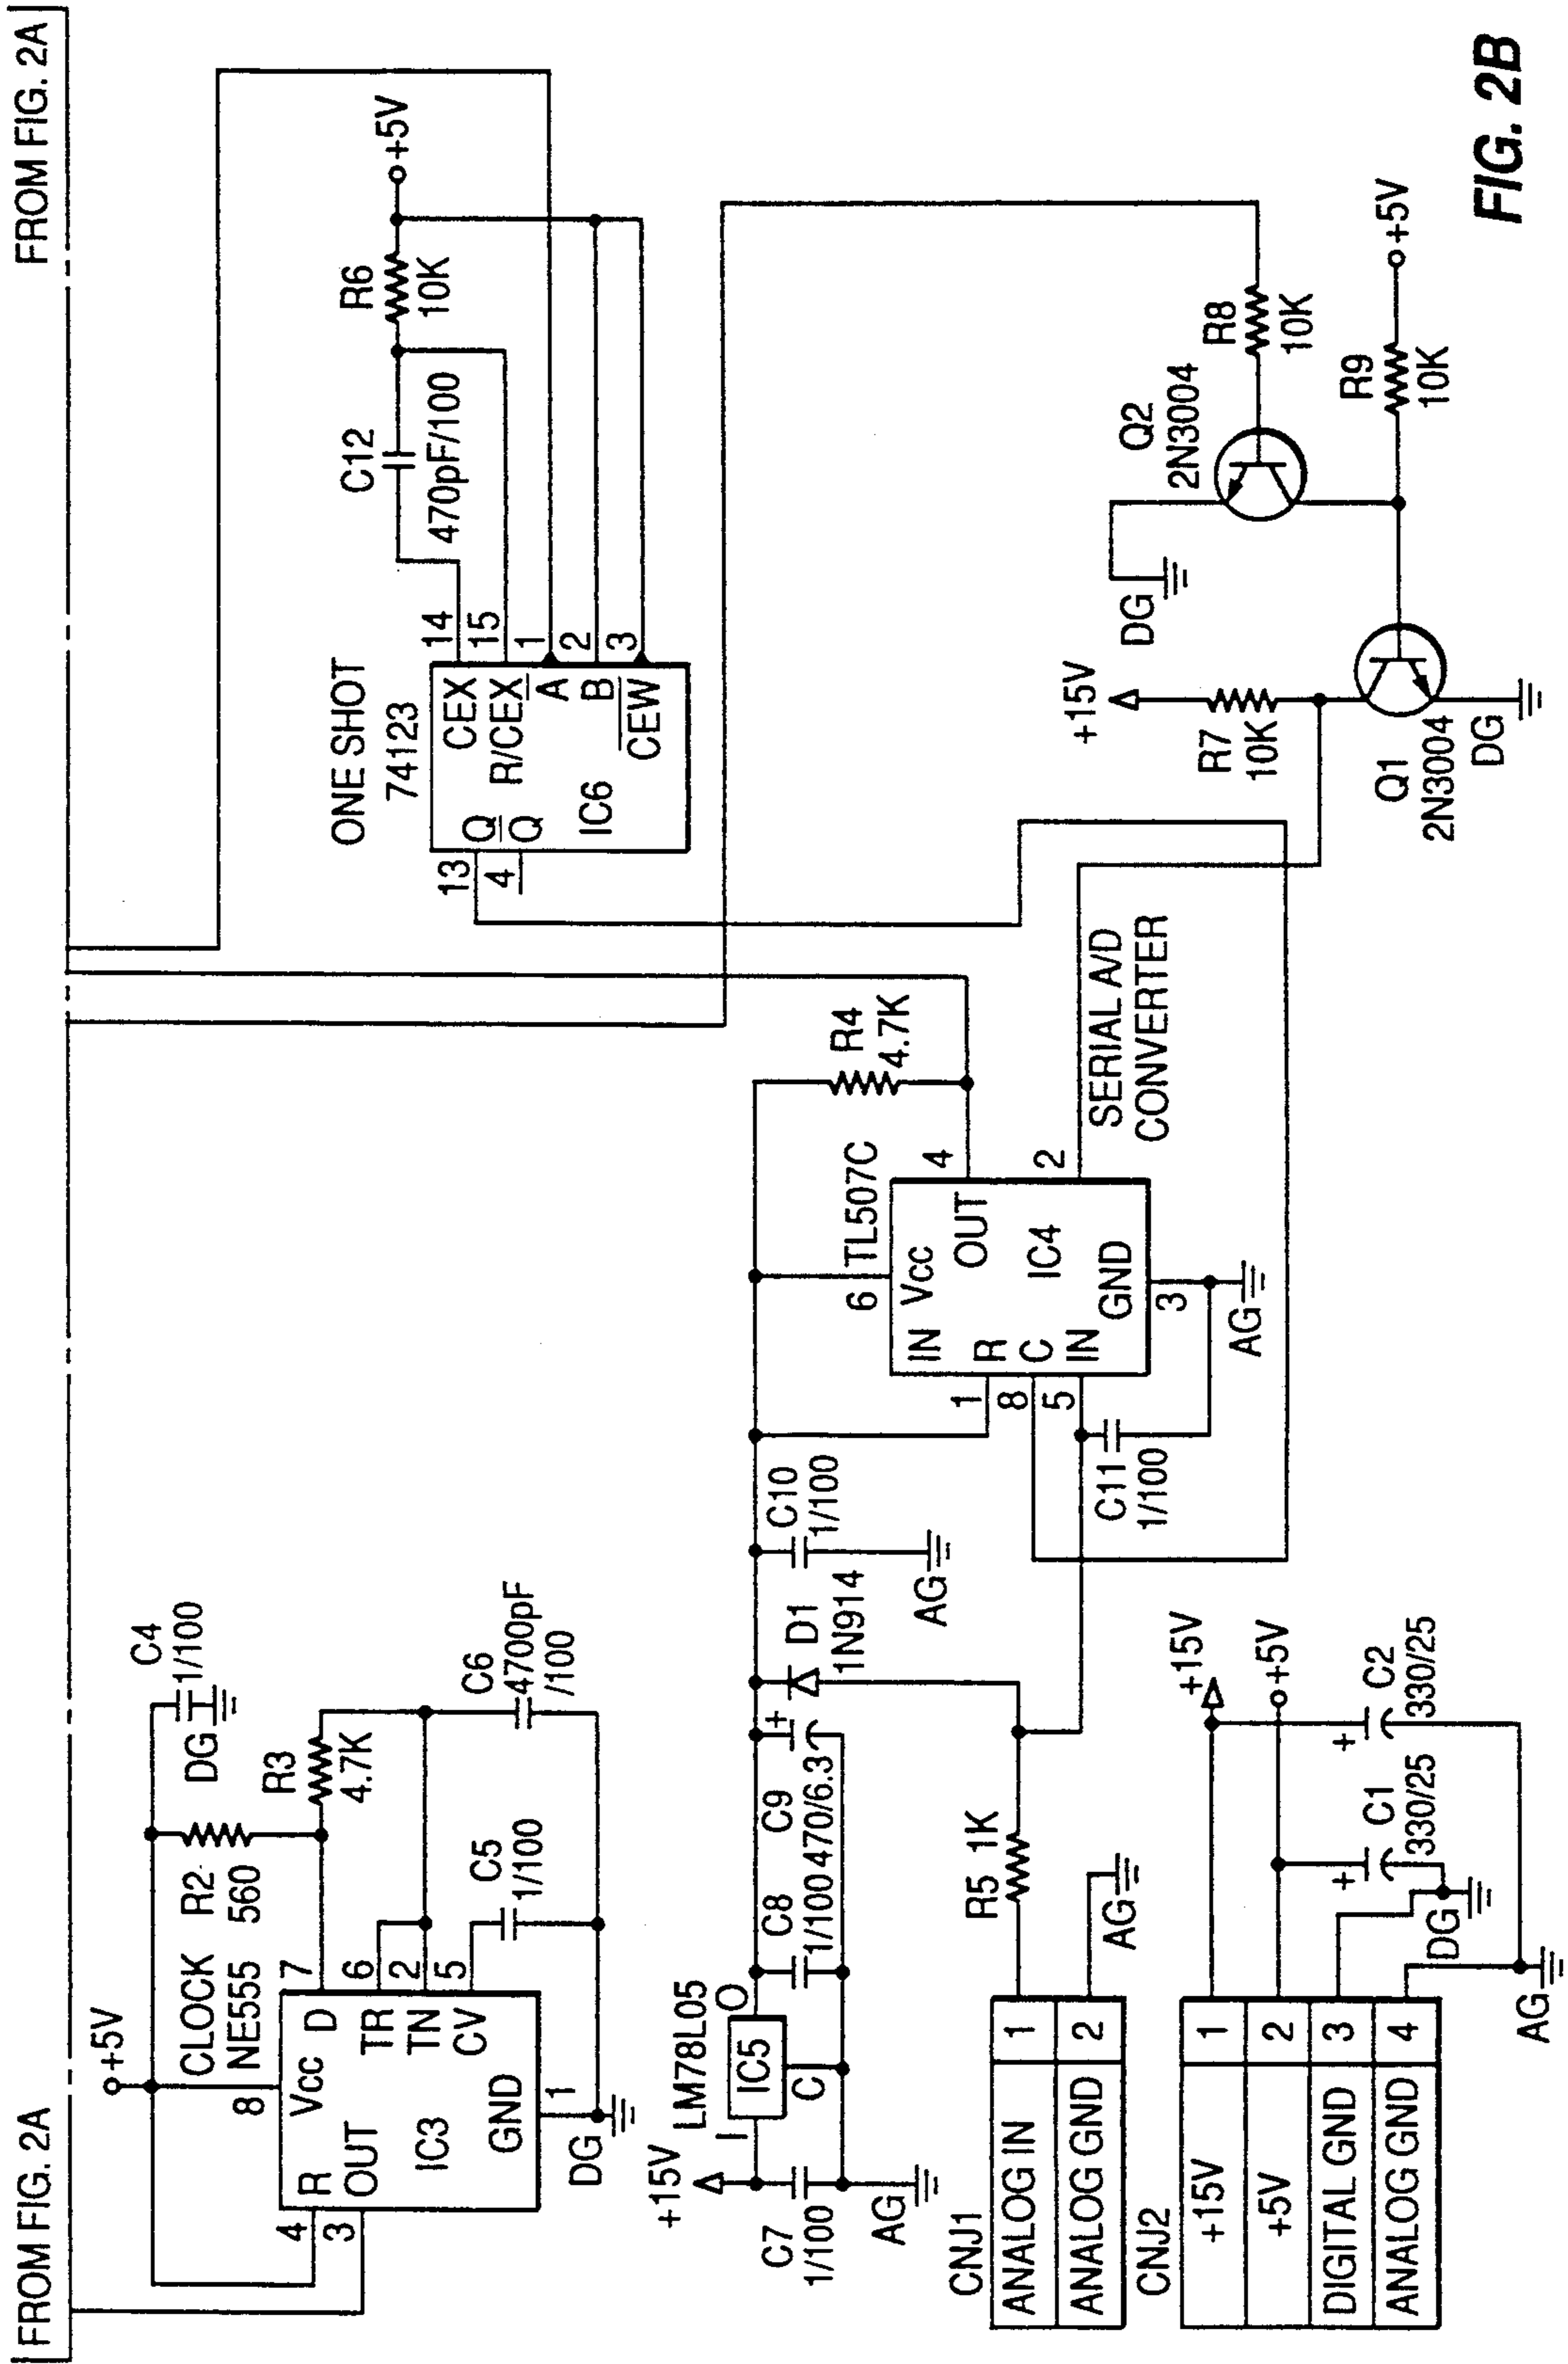 FROM FIG. 2A
FROM FIG. 2A
+5V
CLOCK
NE555
8
Vcc
R
4
OUT
3
IC3
GND
1
DG
D
7
TR
6
TN
2
CV
5
R2
560
R3
4.7K
C4
1/100
DG
C5
1/100
C6
4700pF
/100
ONE SHOT
74123
13
Q
4
Q
IC6
CEX
14
R/CEX
15
A
1
B
2
CEW
3
C12
470pF/100
R6
10K
+5V
+15V
LM78L05
I
IC5
O
C
C7
1/100
AG
C8
1/100
C9
+
470/6.3
D1
1N914
C10
1/100
AG
TL507C
6
Vcc
IN
R
1
C
8
IN
5
OUT
4
2
IC4
GND
3
AG
C11
1/100
R4
4.7K
SERIAL A/D
CONVERTER
CNJ1
ANALOG IN
1
ANALOG GND
2
R5 1K
AG
CNJ2
+15V
1
+5V
2
DIGITAL GND
3
ANALOG GND
4
+15V
+5V
+
C1
330/25
+
C2
330/25
DG
AG
+15V
R7
10K
Q1
2N3004
DG
DG
Q2
2N3004
R8
10K
R9
10K
+5V
FIG. 2B